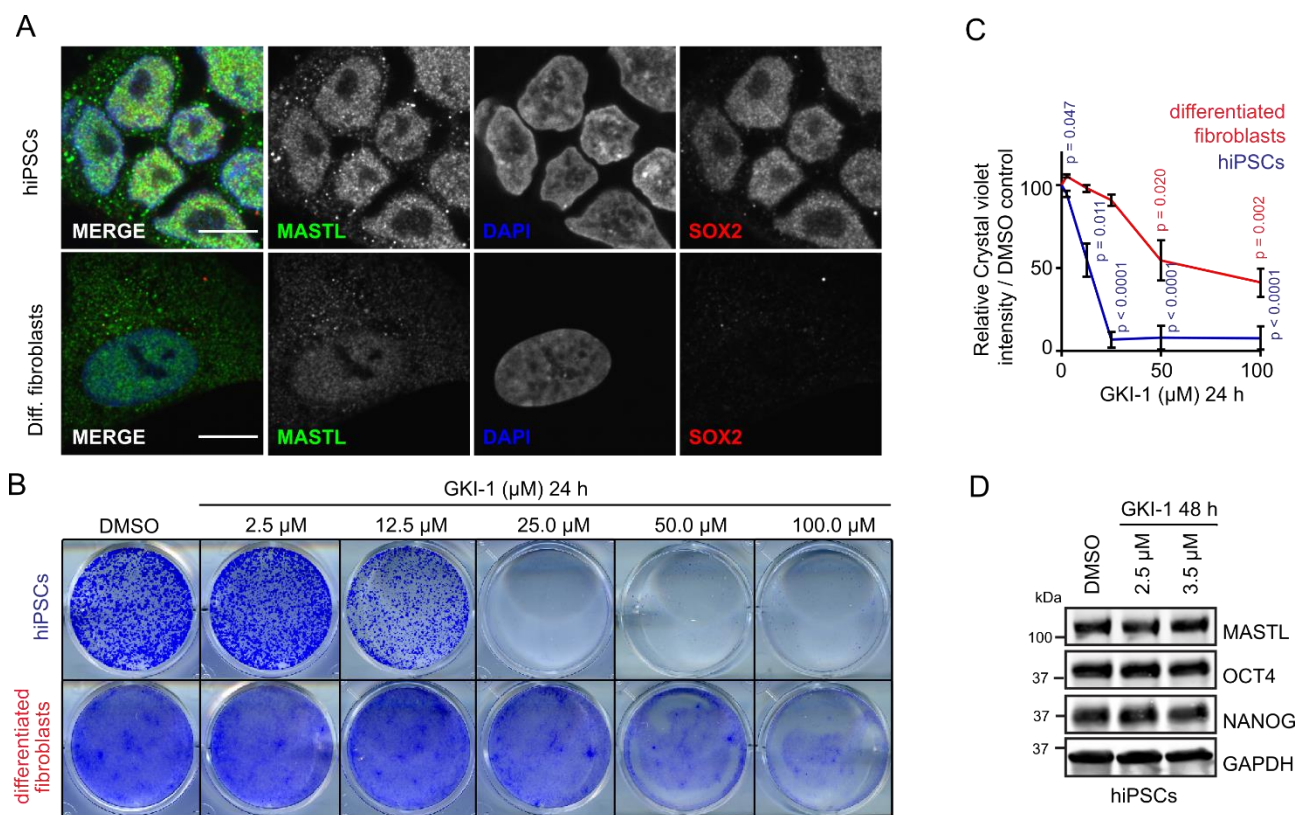 A
hiPSCs
MERGE
MASTL
DAPI
SOX2
Diff. fibroblasts
MERGE
MASTL
DAPI
SOX2
B
GKI-1 (μM) 24 h
DMSO
2.5 μM
12.5 μM
25.0 μM
50.0 μM
100.0 μM
hiPSCs
differentiated
fibroblasts
C
differentiated
fibroblasts
hiPSCs
Relative Crystal violet
intensity / DMSO control
100
50
0
p = 0.047
p = 0.011
p < 0.0001
p = 0.020
p < 0.0001
p = 0.002
p < 0.0001
0
50
100
GKI-1 (μM) 24 h
D
GKI-1 48 h
DMSO
2.5 μM
3.5 μM
kDa
100
MASTL
37
OCT4
37
NANOG
37
GAPDH
hiPSCs